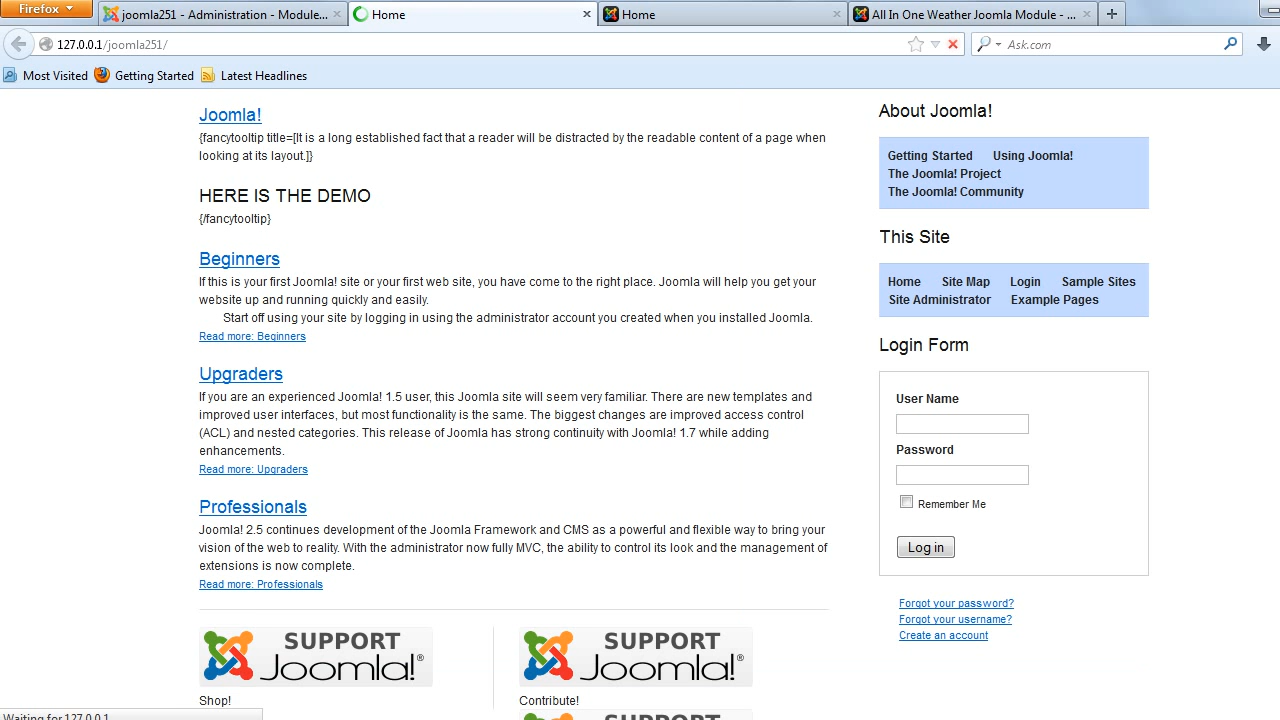 Firefox
joomla251 - Administration - Module...
Home
Home
All In One Weather Joomla Module - ...
127.0.0.1/joomla251/
Ask.com
Most Visited
Getting Started
Latest Headlines
Joomla!
{fancytooltip title=[It is a long established fact that a reader will be distracted by the readable content of a page when
looking at its layout.]}
HERE IS THE DEMO
{/fancytooltip}
Beginners
If this is your first Joomla! site or your first web site, you have come to the right place. Joomla will help you get your
website up and running quickly and easily.
Start off using your site by logging in using the administrator account you created when you installed Joomla.
Read more: Beginners
Upgraders
If you are an experienced Joomla! 1.5 user, this Joomla site will seem very familiar. There are new templates and
improved user interfaces, but most functionality is the same. The biggest changes are improved access control
(ACL) and nested categories. This release of Joomla has strong continuity with Joomla! 1.7 while adding
enhancements.
Read more: Upgraders
Professionals
Joomla! 2.5 continues development of the Joomla Framework and CMS as a powerful and flexible way to bring your
vision of the web to reality. With the administrator now fully MVC, the ability to control its look and the management of
extensions is now complete.
Read more: Professionals
SUPPORT
Joomla!®
Shop!
SUPPORT
Joomla!®
Contribute!
SUPPORT
About Joomla!
Getting Started Using Joomla!
The Joomla! Project
The Joomla! Community
This Site
Home Site Map Login Sample Sites
Site Administrator Example Pages
Login Form
User Name
Password
Remember Me
Log in
Forgot your password?
Forgot your username?
Create an account
Waiting for 127.0.0.1